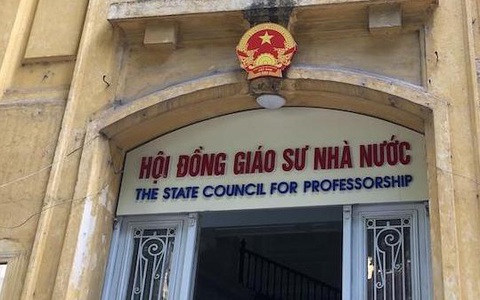 HỘI ĐỒNG GIÁO SƯ NHÀ NƯỚC
THE STATE COUNCIL FOR PROFESSORSHIP